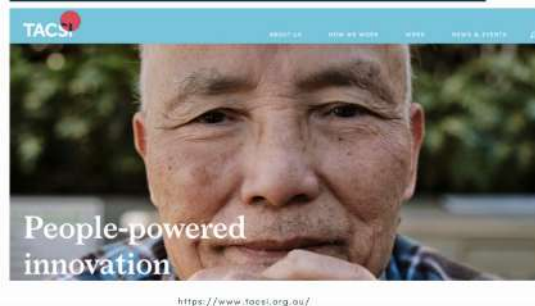 TACSI
ABOUT US HOW WE WORK WORK NEWS & EVENTS
People-powered
innovation
https://www.tacsi.org.au/